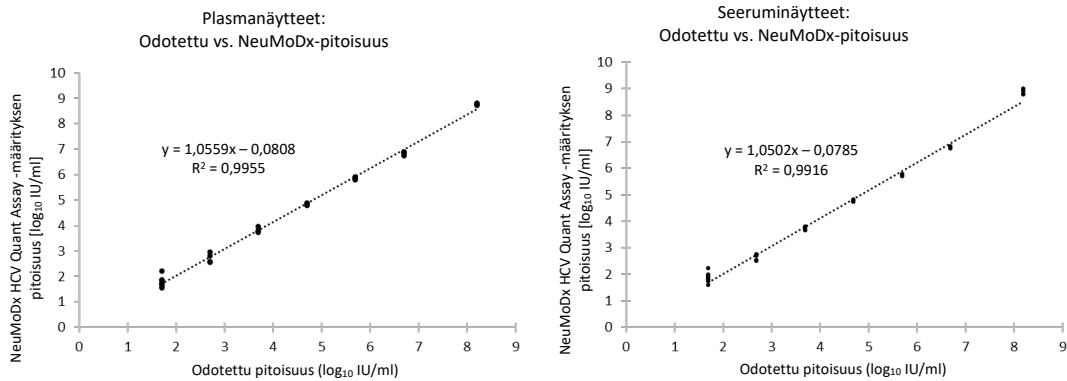 Plasmanäytteet:
Odotettu vs. NeuMoDx-pitoisuus
NeuMoDx HCV Quant Assay -määrityksen
pitoisuus [log₁₀ IU/ml]
10
9
8
7
6
5
4
3
2
1
0
y = 1,0559x – 0,0808
R² = 0,9955
0 1 2 3 4 5 6 7 8 9
Odotettu pitoisuus (log₁₀ IU/ml)
Seeruminäytteet:
Odotettu vs. NeuMoDx-pitoisuus
NeuMoDx HCV Quant Assay -määrityksen
pitoisuus [log₁₀ IU/ml]
10
9
8
7
6
5
4
3
2
1
0
y = 1,0502x – 0,0785
R² = 0,9916
0 1 2 3 4 5 6 7 8 9
Odotettu pitoisuus (log₁₀ IU/ml)